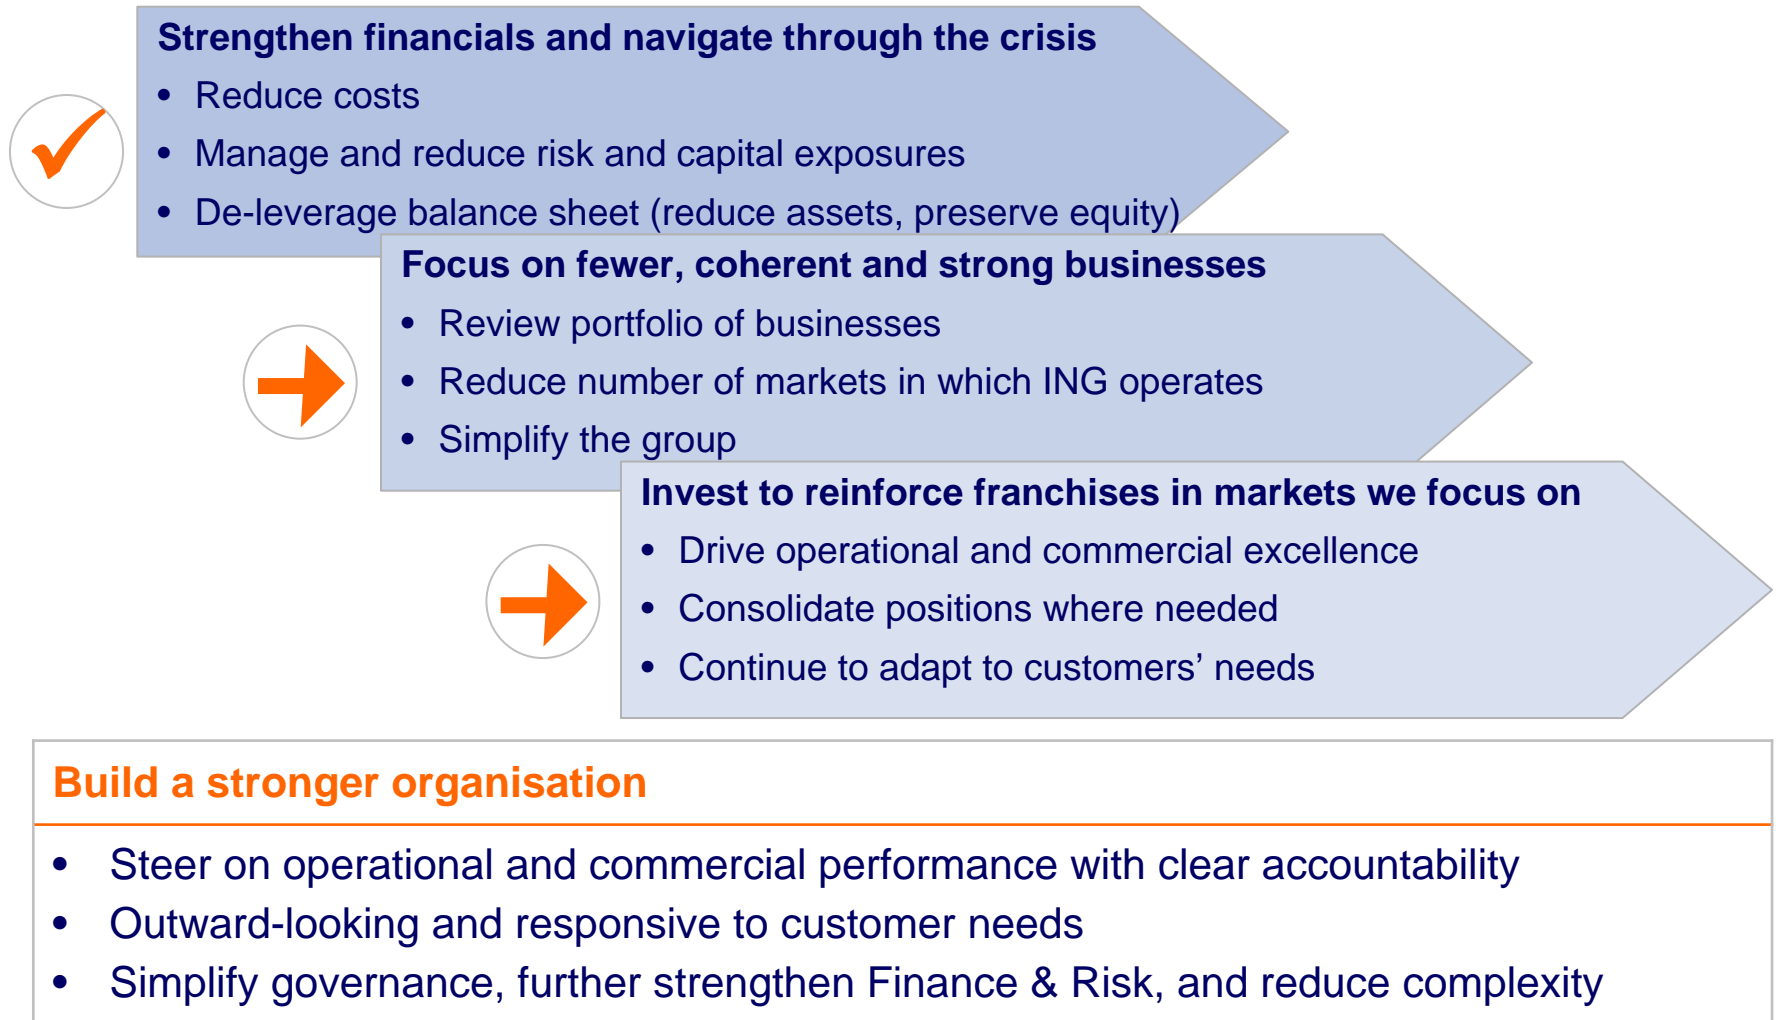 Strengthen financials and navigate through the crisis
• Reduce costs
• Manage and reduce risk and capital exposures
• De-leverage balance sheet (reduce assets, preserve equity)
Focus on fewer, coherent and strong businesses
• Review portfolio of businesses
• Reduce number of markets in which ING operates
• Simplify the group
Invest to reinforce franchises in markets we focus on
• Drive operational and commercial excellence
• Consolidate positions where needed
• Continue to adapt to customers’ needs
Build a stronger organisation
• Steer on operational and commercial performance with clear accountability
• Outward-looking and responsive to customer needs
• Simplify governance, further strengthen Finance & Risk, and reduce complexity